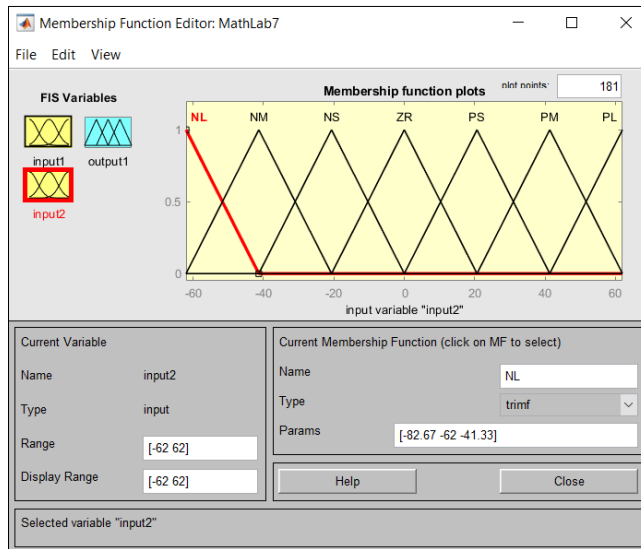 Membership Function Editor: MathLab7
File Edit View
FIS Variables
input1
output1
input2
Membership function plots
plot points:
181
NL NM NS ZR PS PM PL
1
0.5
0
-60 -40 -20 0 20 40 60
input variable "input2"
Current Variable
Name input2
Type input
Range [-62 62]
Display Range [-62 62]
Current Membership Function (click on MF to select)
Name NL
Type trimf
Params [-82.67 -62 -41.33]
Help Close
Selected variable "input2"